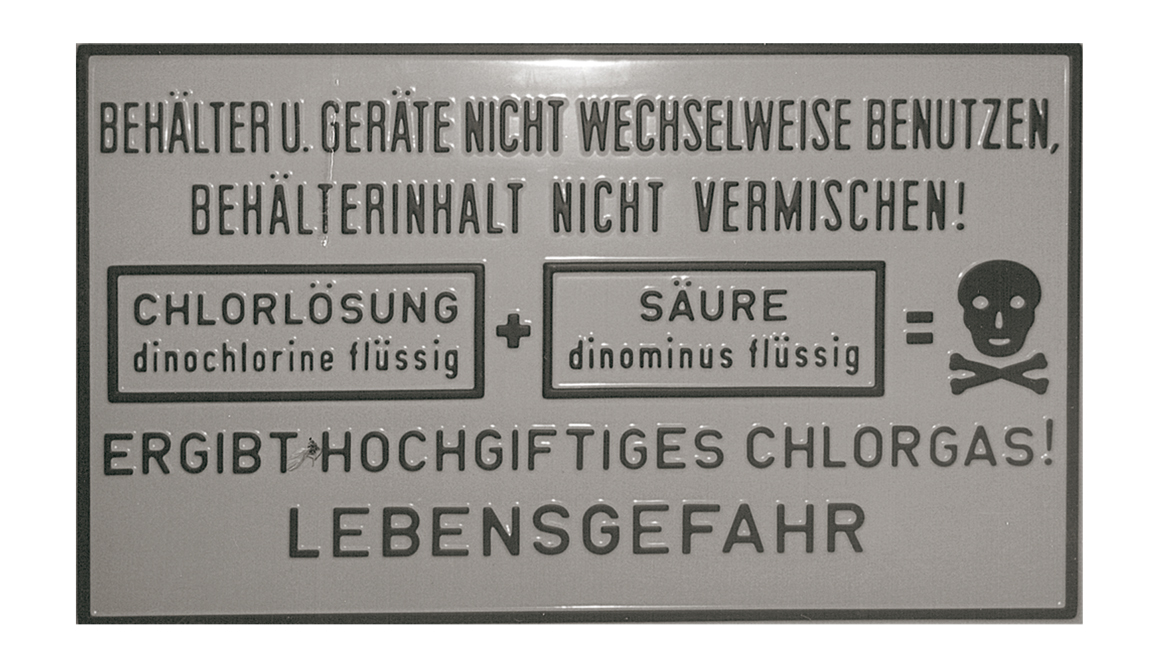 BEHÄLTER U. GERÄTE NICHT WECHSELWEISE BENUTZEN,
BEHÄLTERINHALT NICHT VERMISCHEN!
CHLORLÖSUNG
dinochlorine flüssig
+
SÄURE
dinominus flüssig
=
ERGIBT HOCHGIFTIGES CHLORGAS!
LEBENSGEFAHR